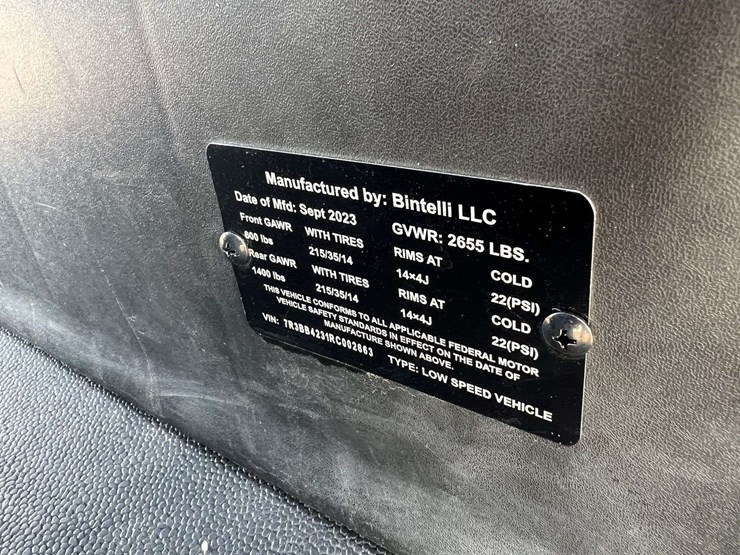 Manufactured by: Bintelli LLC
Date of Mfd: Sept 2023 GVWR: 2655 LBS.
Front GAWR WITH TIRES RIMS AT COLD
600 lbs 215/35/14 14×4J 22(PSI)
Rear GAWR WITH TIRES RIMS AT COLD
1400 lbs 215/35/14 14×4J 22(PSI)
THIS VEHICLE CONFORMS TO ALL APPLICABLE FEDERAL MOTOR
VEHICLE SAFETY STANDARDS IN EFFECT ON THE DATE OF
MANUFACTURE SHOWN ABOVE.
VIN: 7R3BB4231RC002663 TYPE: LOW SPEED VEHICLE